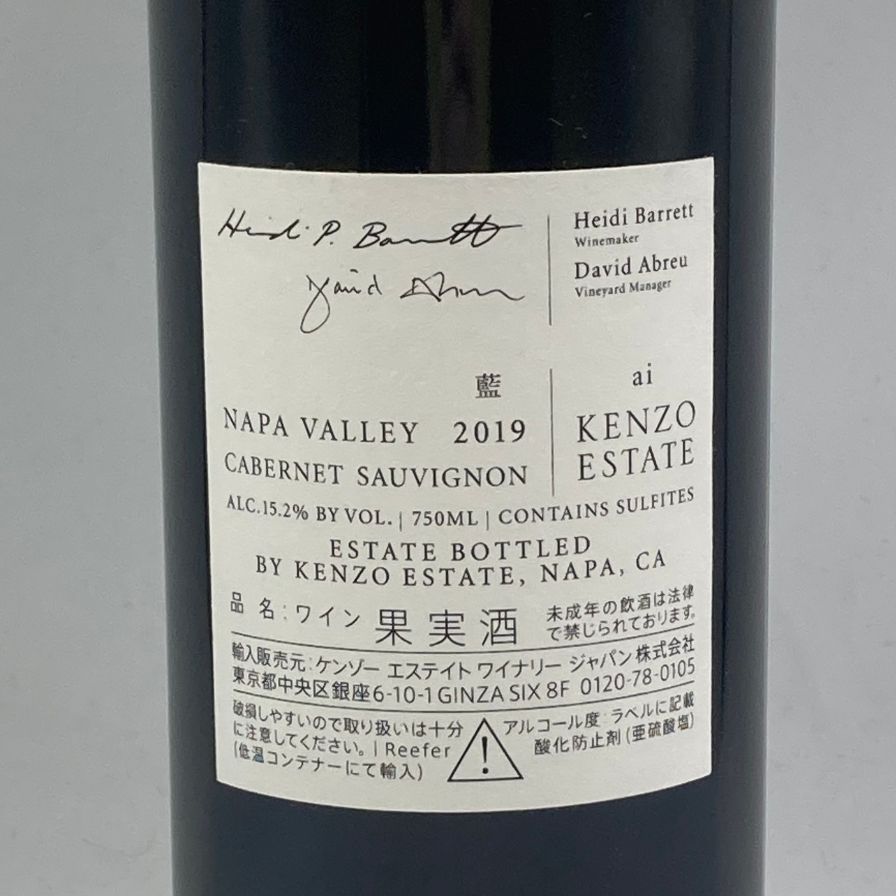 Heidi P. Barrett
David Abreu
Heidi Barrett
Winemaker
David Abreu
Vineyard Manager
藍
NAPA VALLEY 2019
CABERNET SAUVIGNON
ai
KENZO
ESTATE
ALC.15.2% BY VOL. | 750ML | CONTAINS SULFITES
ESTATE BOTTLED
BY KENZO ESTATE, NAPA, CA
品 名：ワイン 果実酒
未成年の飲酒は法律
で禁じられております。
輸入販売元：ケンゾー エステイト ワイナリー ジャパン 株式会社
東京都中央区銀座6-10-1 GINZA SIX 8F 0120-78-0105
破損しやすいので取り扱いは十分
に注意してください。| Reefer
(低温コンテナーにて輸入)
!
アルコール度：ラベルに記載
酸化防止剤(亜硫酸塩)